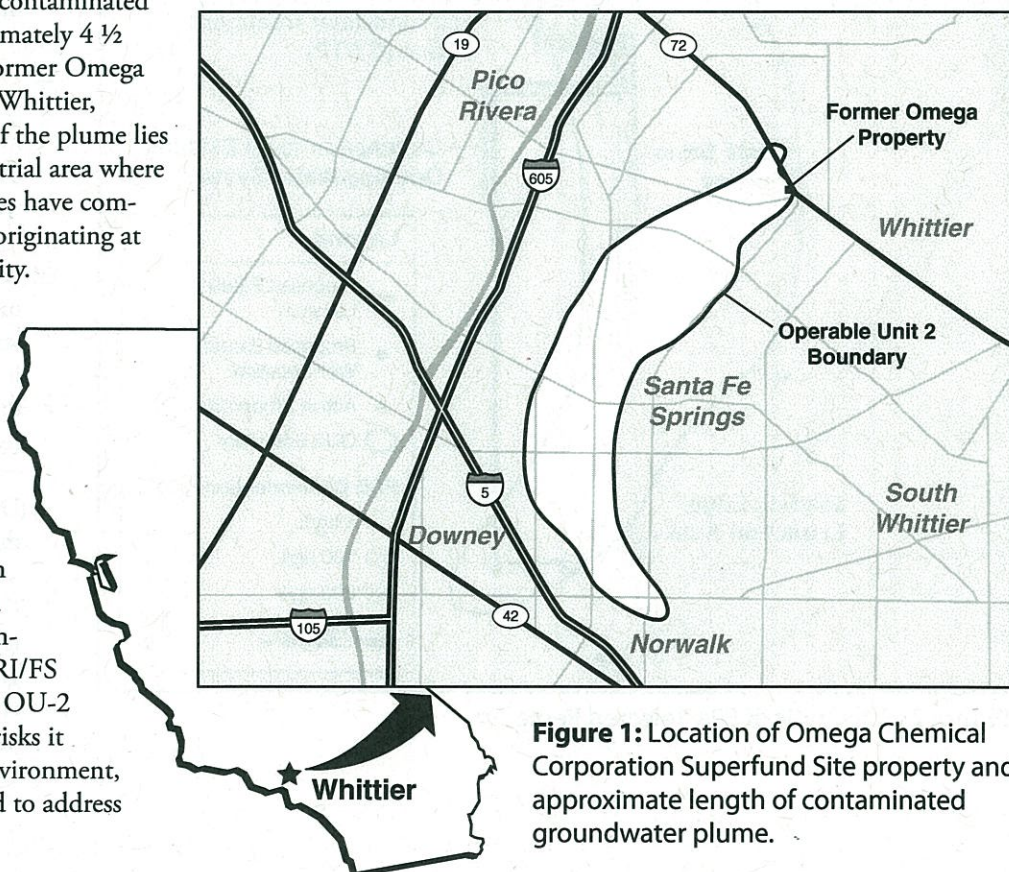 contaminated
mately 4 ½
ormer Omega
Whittier,
f the plume lies
trial area where
es have com-
originating at
ity.
19
72
Pico
Rivera
Former Omega
Property
605
Whittier
Operable Unit 2
Boundary
Santa Fe
Springs
5
South
Whittier
Downey
42
105
Norwalk
n
n-
RI/FS
OU-2
risks it
vironment,
d to address
Whittier
Figure 1: Location of Omega Chemical
Corporation Superfund Site property and
approximate length of contaminated
groundwater plume.